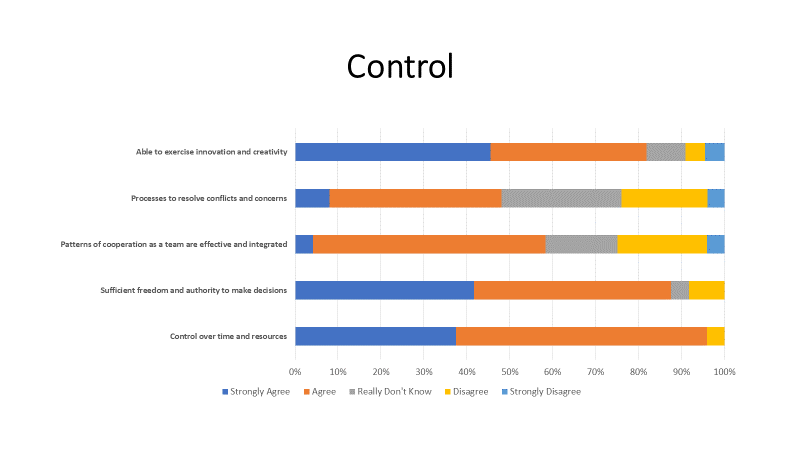 Control
Able to exercise innovation and creativity
Processes to resolve conflicts and concerns
Patterns of cooperation as a team are effective and integrated
Sufficient freedom and authority to make decisions
Control over time and resources
0% 10% 20% 30% 40% 50% 60% 70% 80% 90% 100%
Strongly Agree Agree Really Don't Know Disagree Strongly Disagree